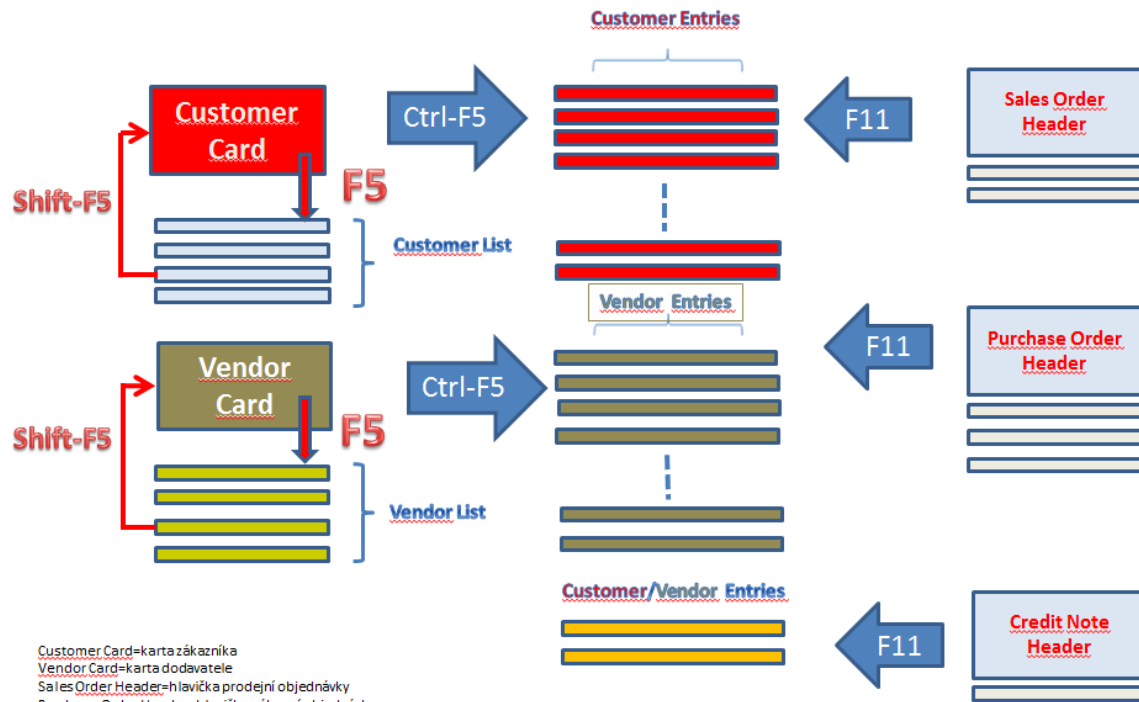 Customer Entries
Customer
Card
Ctrl-F5
F11
Sales Order
Header
Shift-F5
F5
Customer List
Vendor Entries
Vendor
Card
Ctrl-F5
F11
Purchase Order
Header
Shift-F5
F5
Vendor List
Customer/Vendor Entries
F11
Credit Note
Header
Customer Card=karta zákazníka
Vendor Card=karta dodavatele
Sales Order Header=hlavička prodejní objednávky